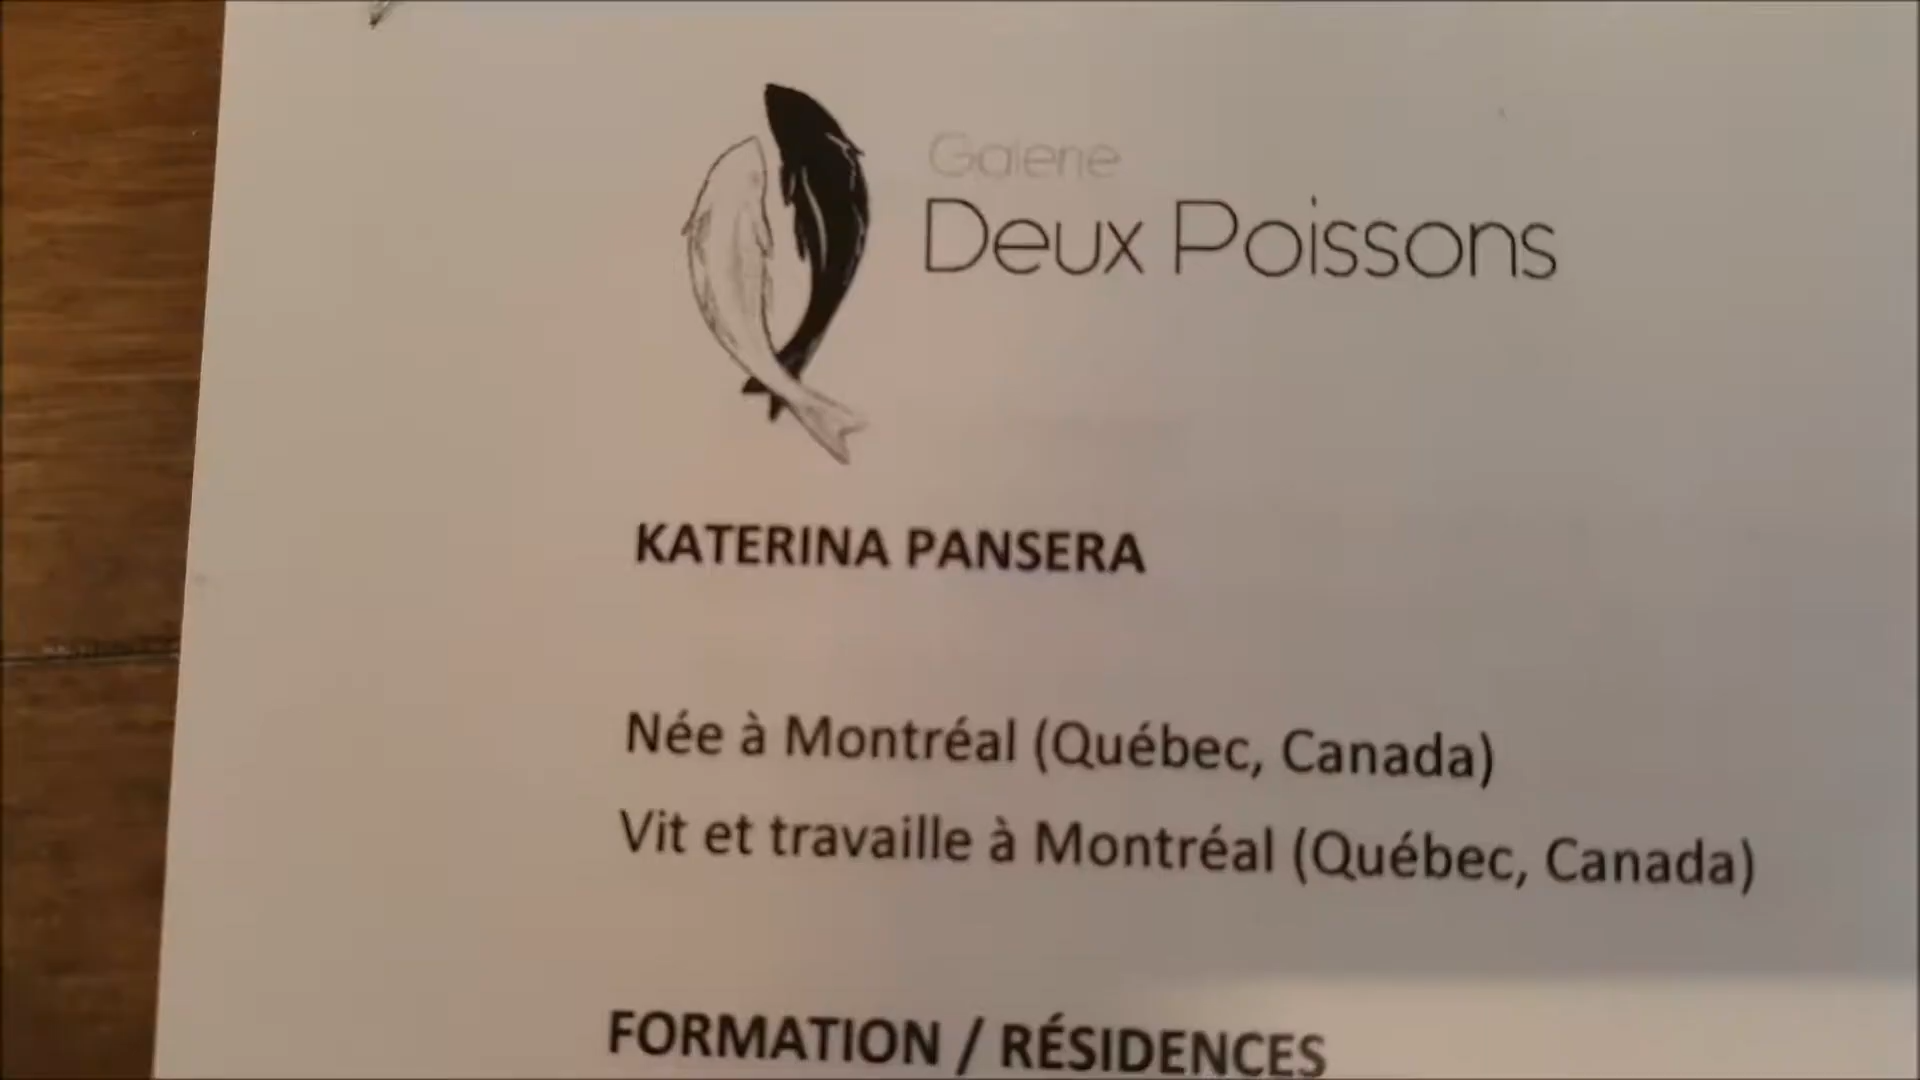 Galerie
Deux Poissons
KATERINA PANSERA
Née à Montréal (Québec, Canada)
Vit et travaille à Montréal (Québec, Canada)
FORMATION / RÉSIDENCES